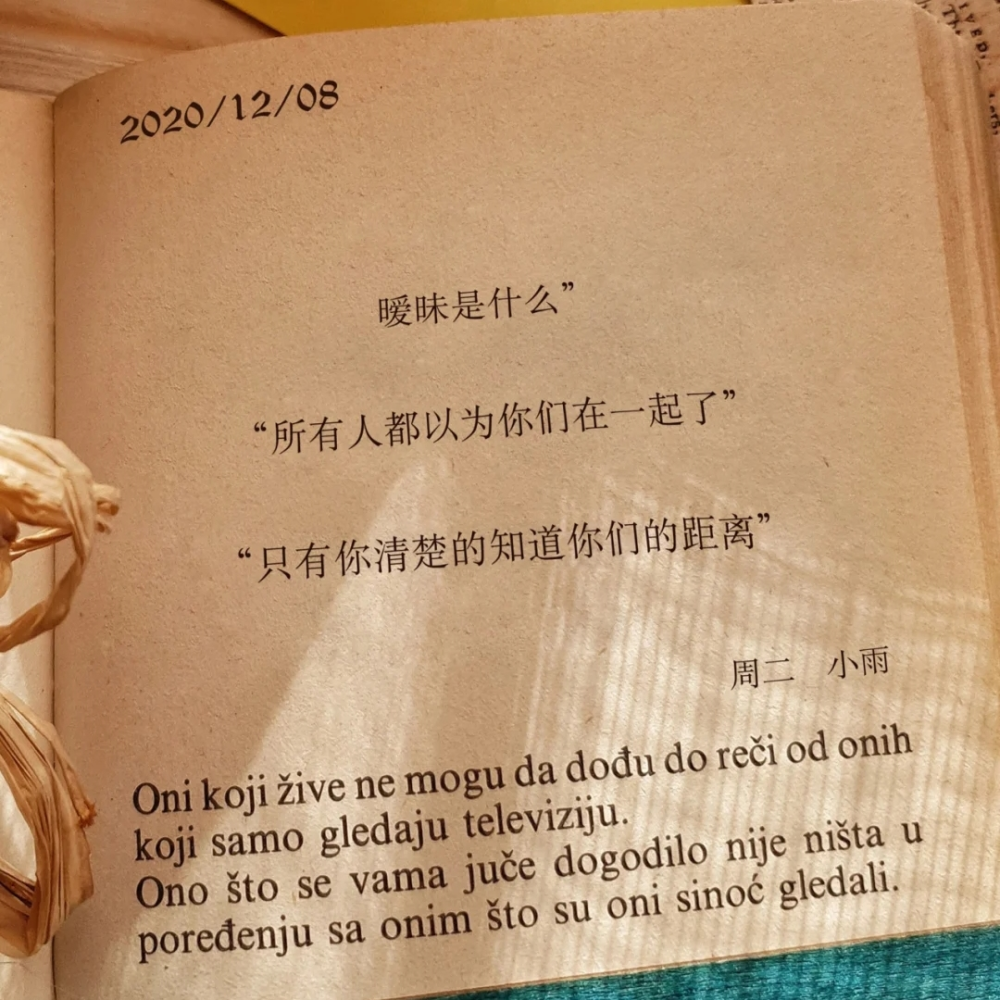 2020/12/08
暧昧是什么”
“所有人都以为你们在一起了”
“只有你清楚的知道你们的距离”
周二 小雨
Oni koji žive ne mogu da dođu do reči od onih
koji samo gledaju televiziju.
Ono što se vama juče dogodilo nije ništa u
poređenju sa onim što su oni sinoć gledali.